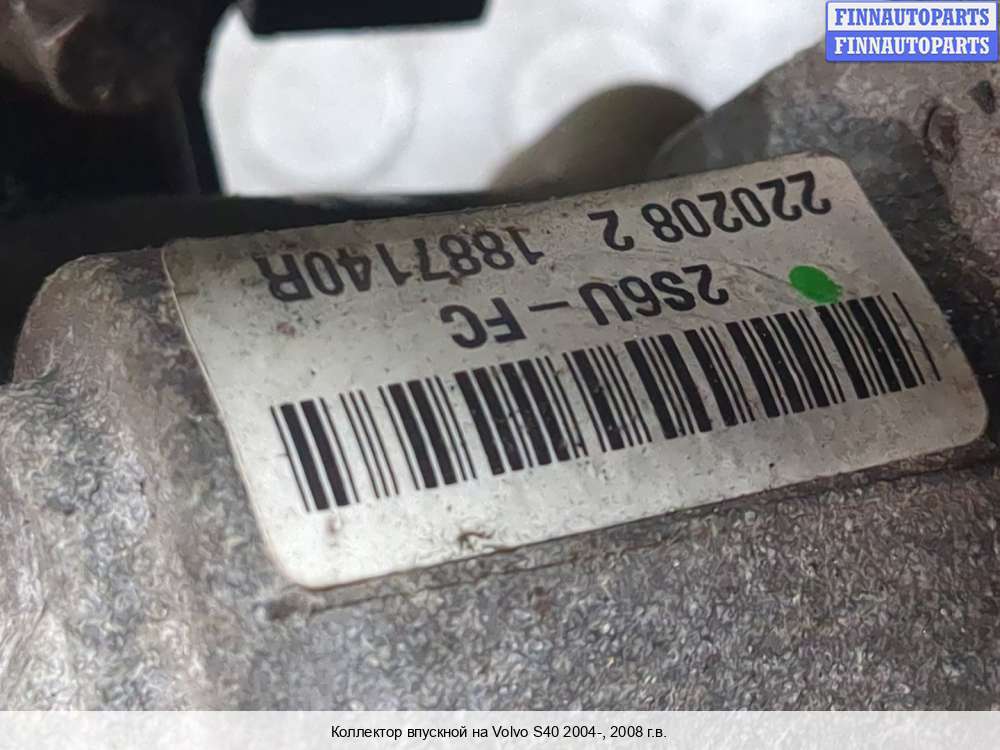 FINNAUTOPARTS
FINNAUTOPARTS
2S6U – FC
220208 2 1887140R
Коллектор впускной на Volvo S40 2004-, 2008 г.в.